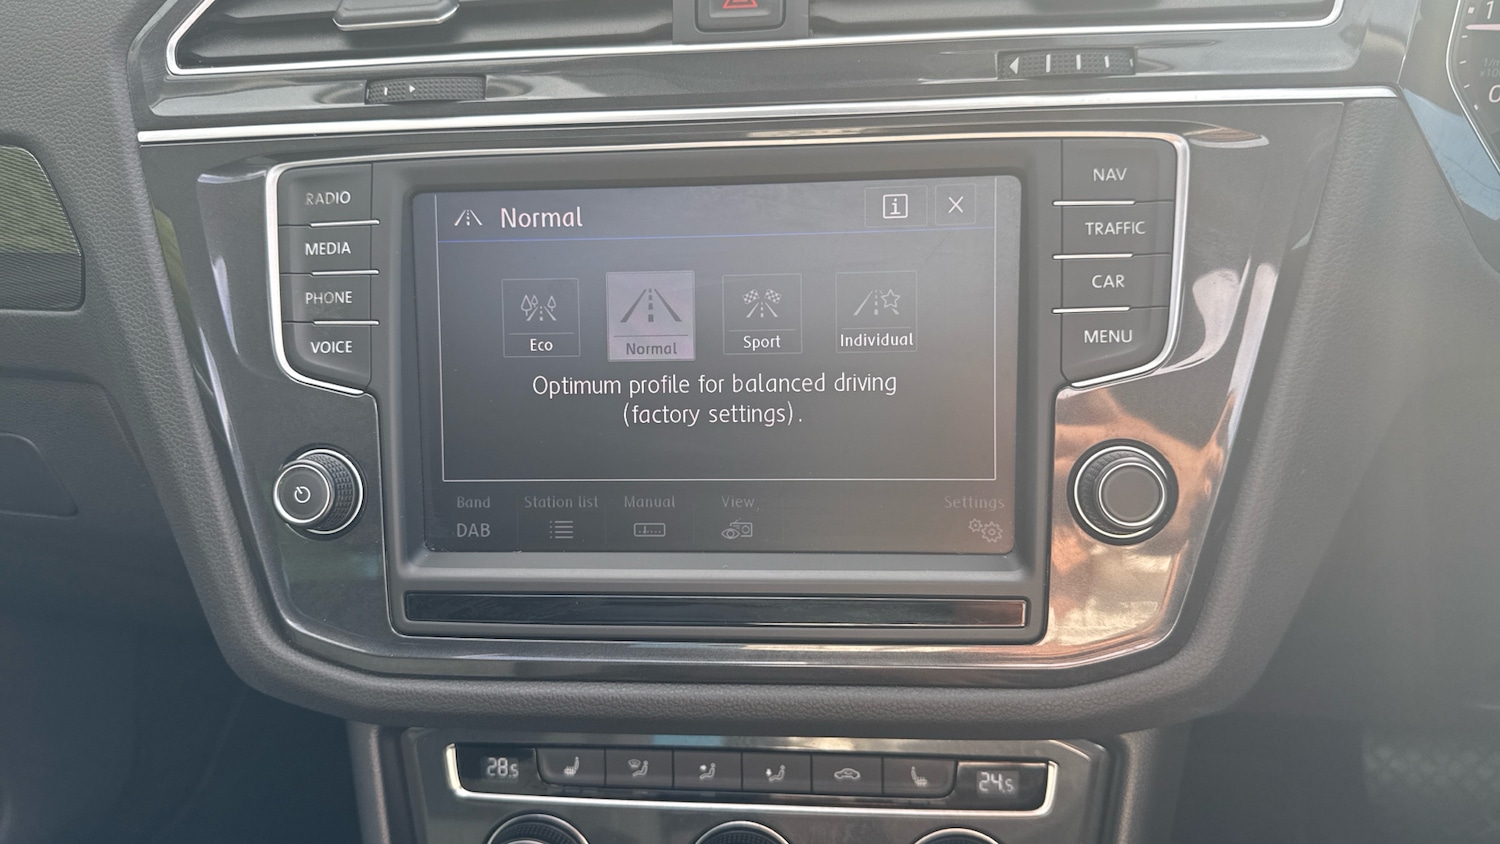 RADIO
MEDIA
PHONE
VOICE
Normal
i
Eco
Normal
Sport
Individual
Optimum profile for balanced driving
(factory settings).
Band
Station list
Manual
View
Settings
DAB
NAV
TRAFFIC
CAR
MENU
28.5
24.5